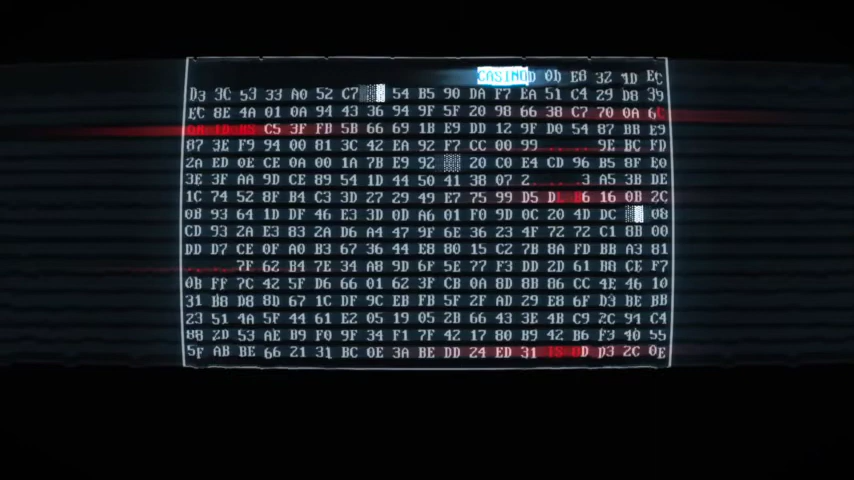 CASINO 0D E8 32 1D EC
D3 3C 53 33 A0 52 C7 54 B5 90 DA F7 EA 51 C4 29 D8 39
EC 8E 4A 01 0A 94 43 36 94 9F 5F 20 98 66 38 C7 70 0A 6C
C5 3F FB 5B 66 69 1B E9 DD 12 9F D0 54 87 BB E9
87 3E F9 94 00 81 3C 42 EA 92 F7 CC 00 99 9E BC FD
2A ED 0E CE 0A 00 1A 7B E9 92 20 C0 E4 CD 96 B5 8F E0
3E 3F AA 9D CE 89 54 1D 44 50 41 38 07 2 3 A5 3B DE
1C 74 52 8F B4 C3 3D 27 29 49 E7 75 99 D5 D 6 16 0B 2C
0B 93 64 1D DF 46 E3 3D 0D A6 01 F0 9D 0C 20 4D DC 08
CD 93 2A E3 83 2A D6 A4 47 9F 6E 36 23 4F 72 72 C1 8B 00
DD D7 CE 0F A0 B3 67 36 44 E8 80 15 C2 7B 8A FD BB A3 81
7F 62 B4 7E 34 A8 9D 6F 5E 77 F3 DD 2D 61 B8 CE F7
0B FF 7C 42 5F D6 66 01 62 3F CB 0A 8D 8B 86 CC 4E 46 10
31 B8 D8 8D 67 1C DF 9C EB FB 5F 2F AD 29 E8 6F D3 BE BB
23 51 4A 5F 44 61 E2 05 19 05 2B 66 43 3E 4B C9 2C 94 C4
88 2D 53 AE B9 F0 9F 34 F1 7F 42 17 80 B9 42 B6 F3 40 55
5F AB BE 66 21 31 BC 0E 3A BE DD 24 ED 31 D D3 2C 0E